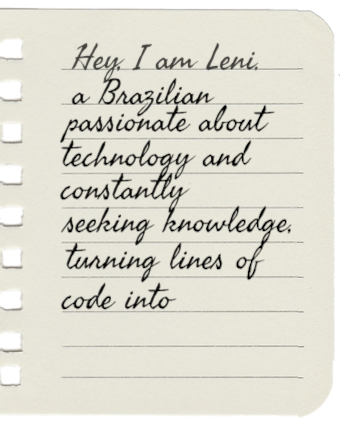 Hey, I am Leni,
a Brazilian
passionate about
technology and
constantly
seeking knowledge,
turning lines of
code into